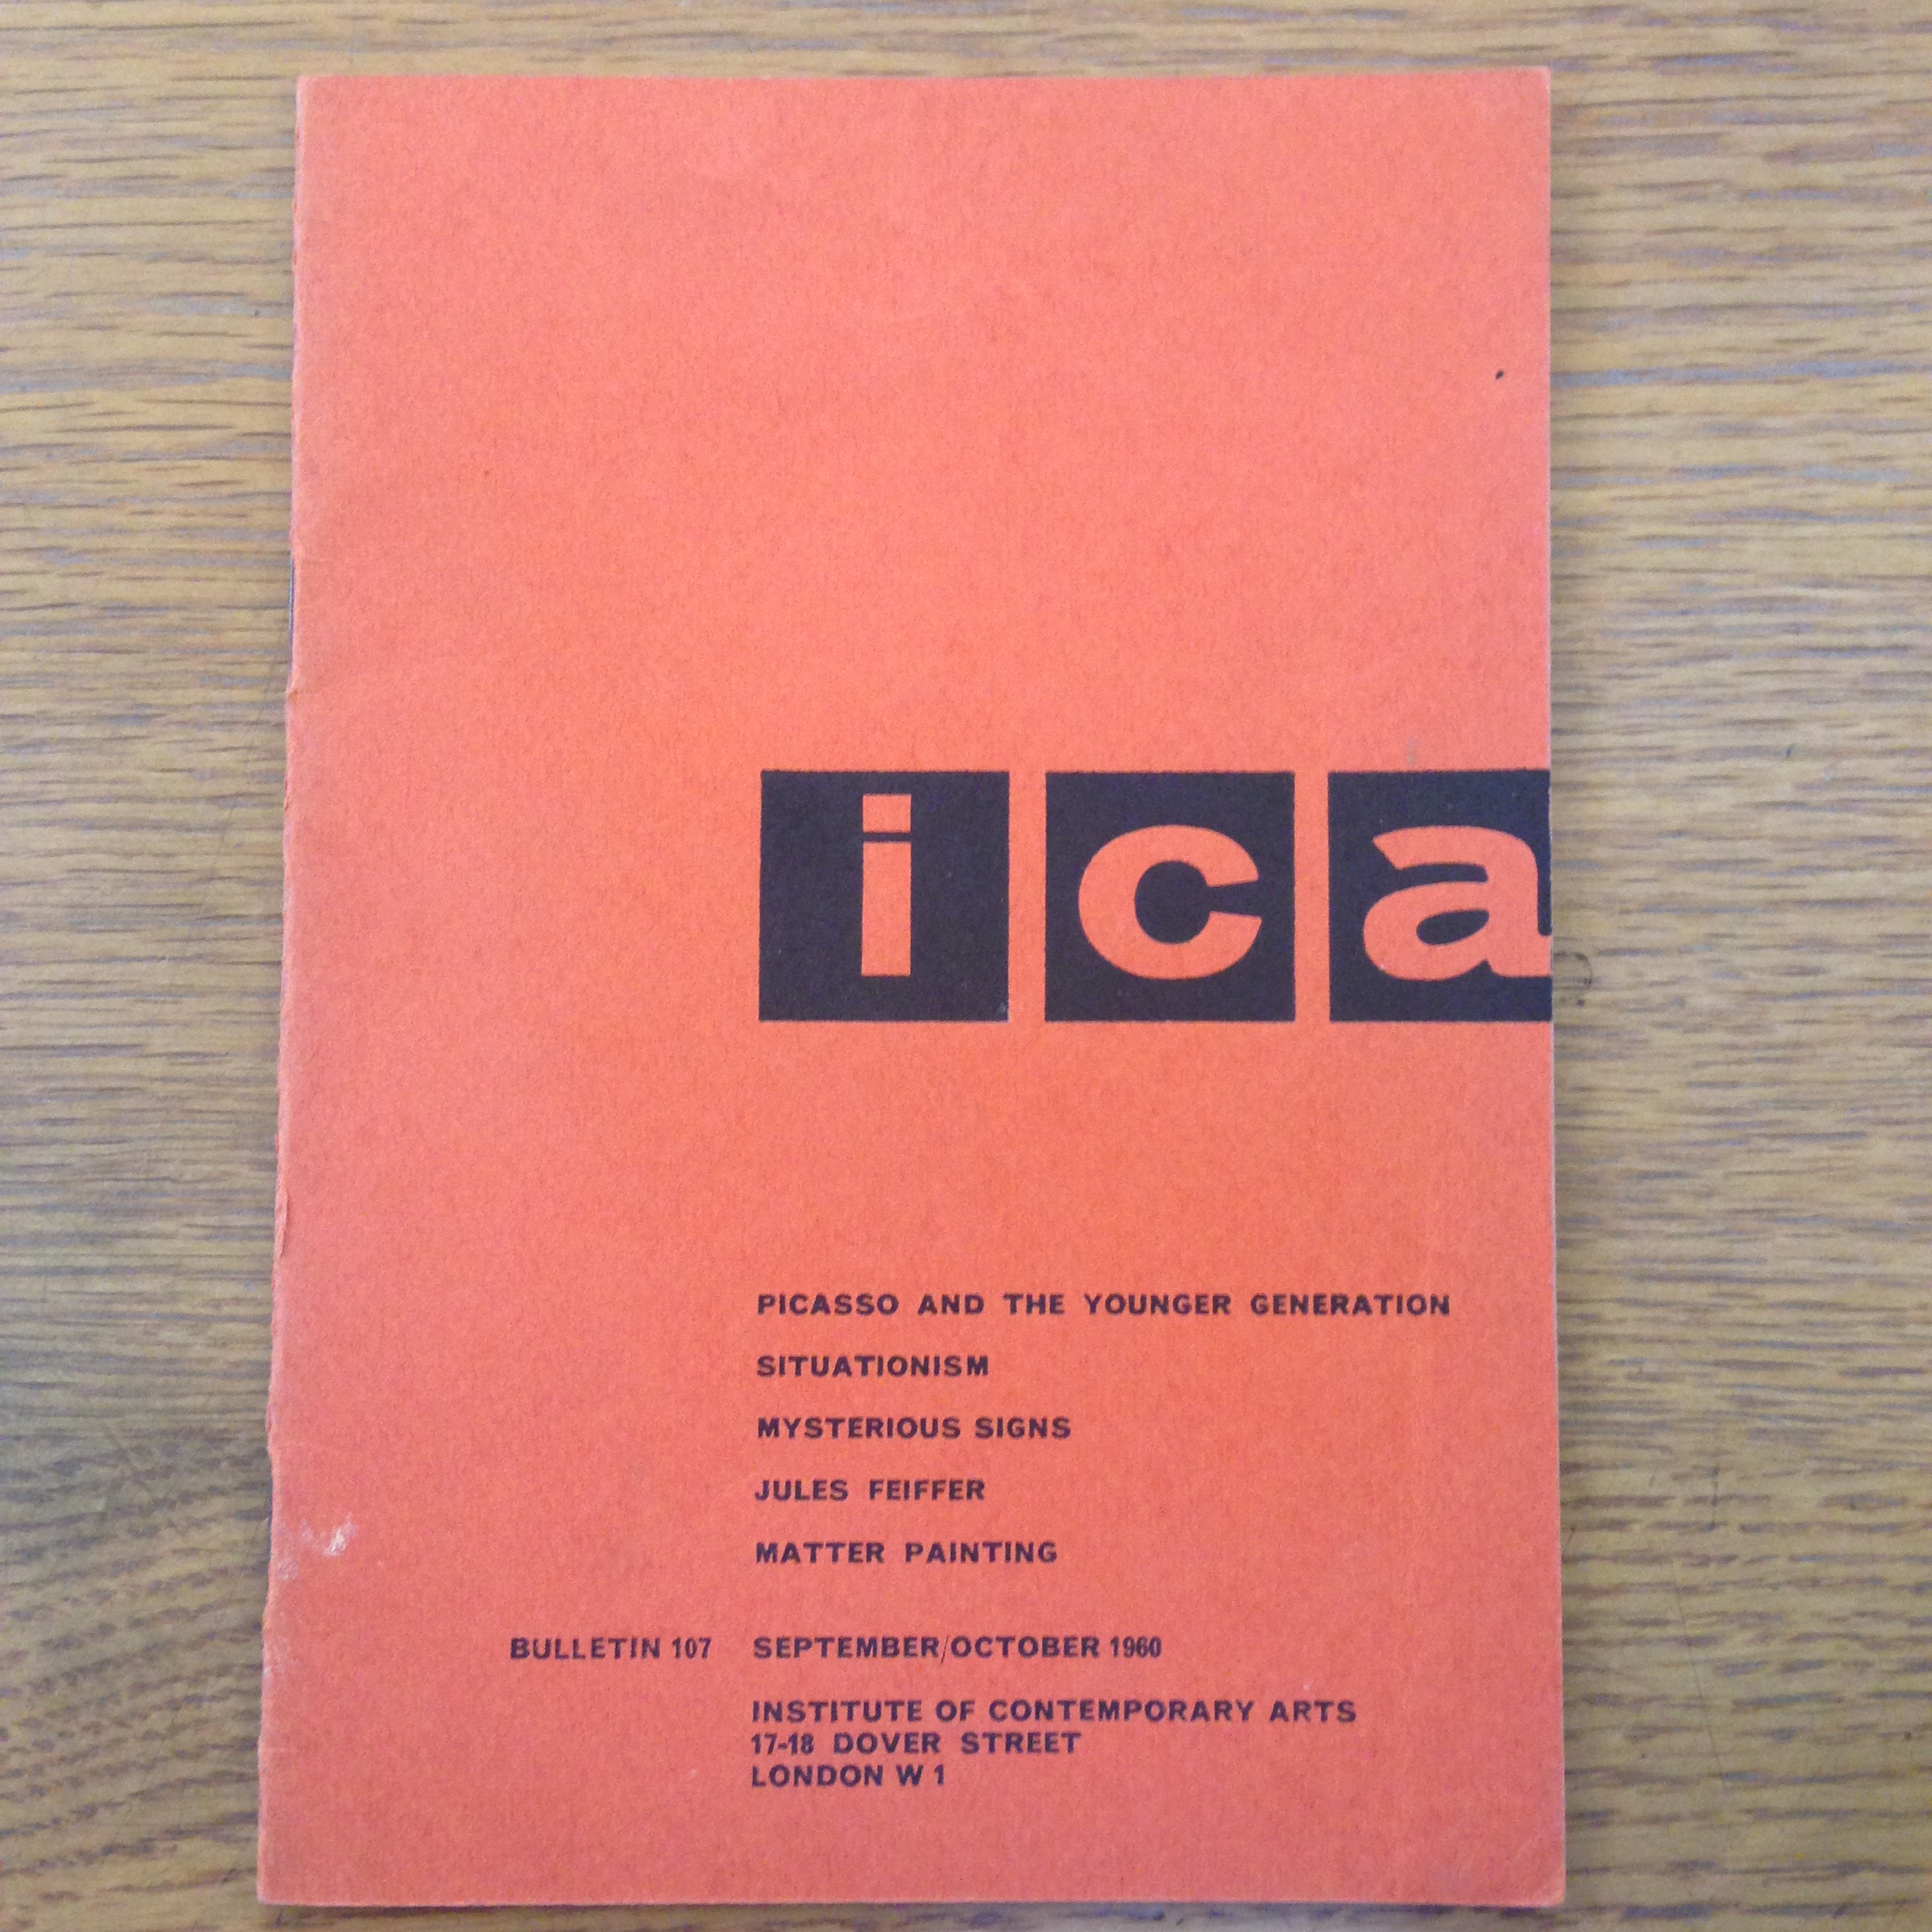 ica
PICASSO AND THE YOUNGER GENERATION
SITUATIONISM
MYSTERIOUS SIGNS
JULES FEIFFER
MATTER PAINTING
BULLETIN 107 SEPTEMBER/OCTOBER 1960
INSTITUTE OF CONTEMPORARY ARTS
17-18 DOVER STREET
LONDON W 1